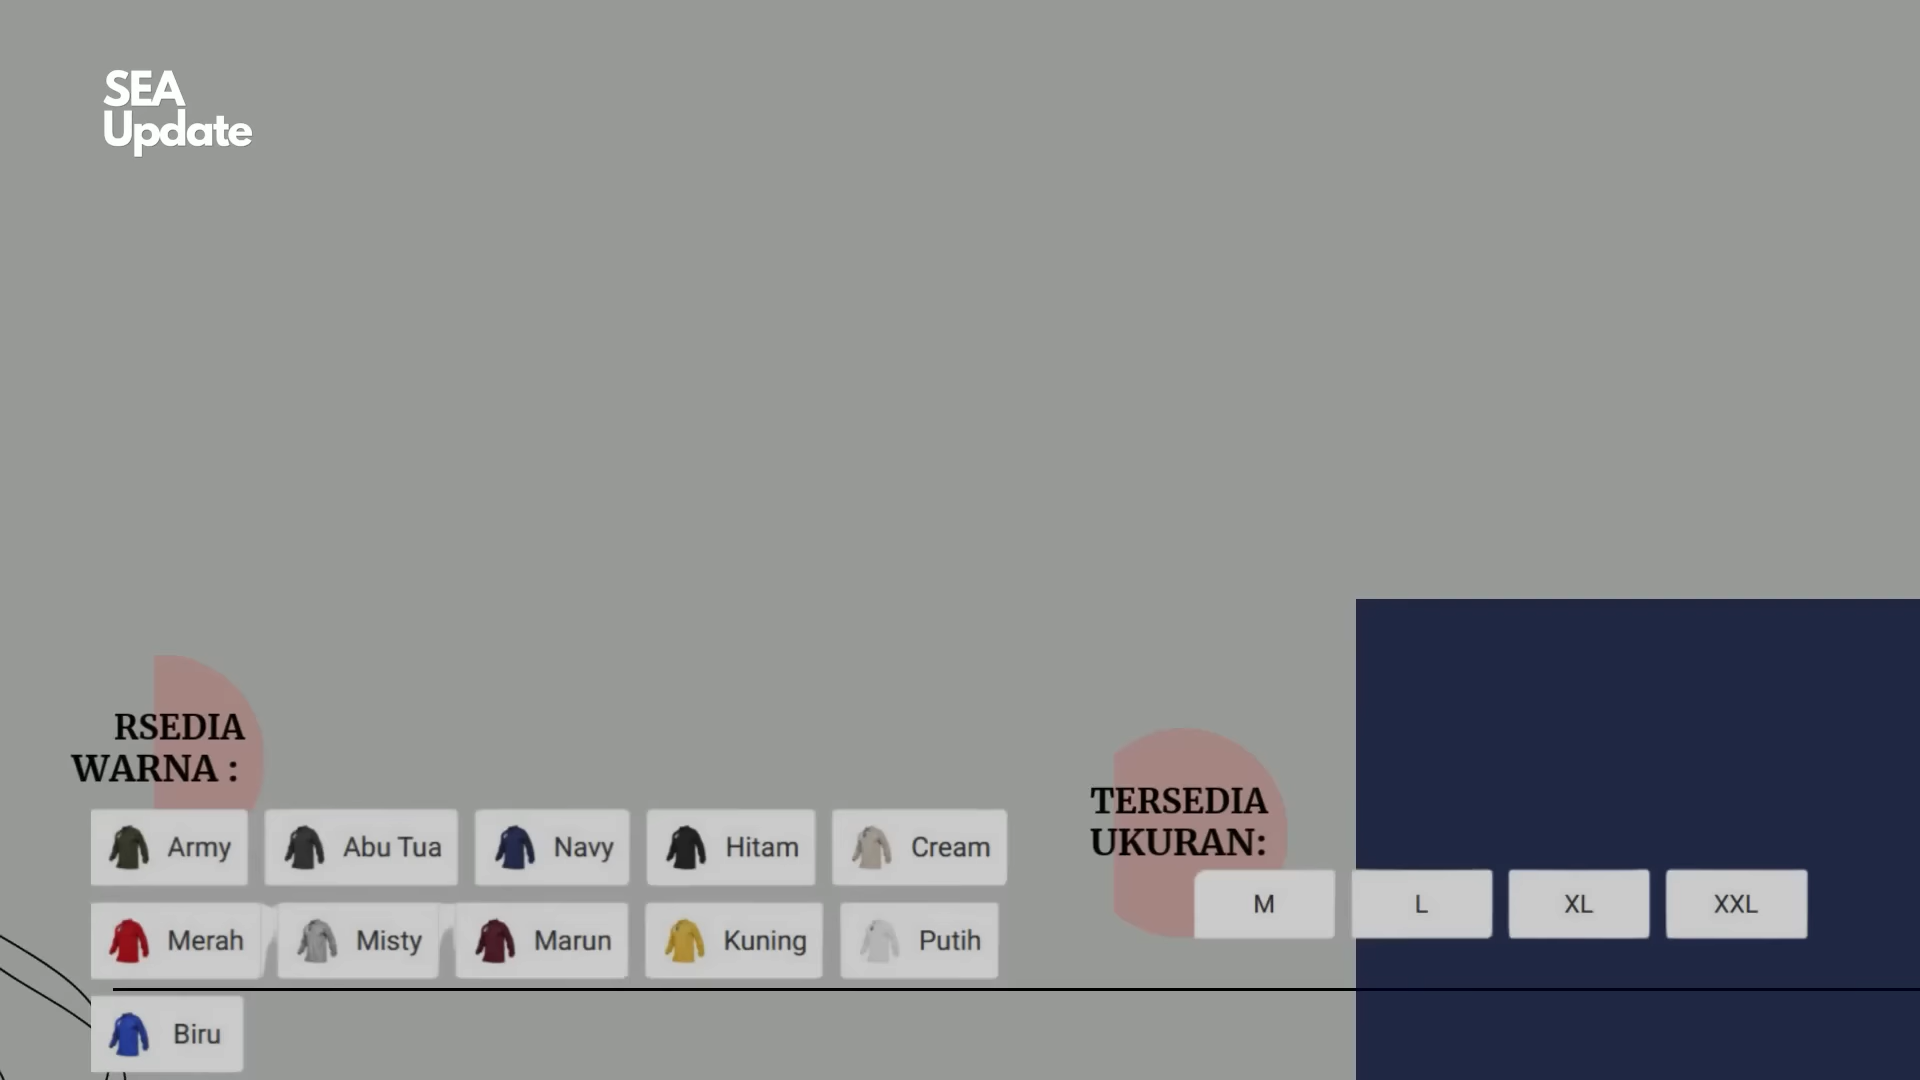 SEA
Update
RSEDIA
WARNA :
Army Abu Tua Navy Hitam Cream
Merah Misty Marun Kuning Putih
Biru
TERSEDIA
UKURAN:
M L XL XXL